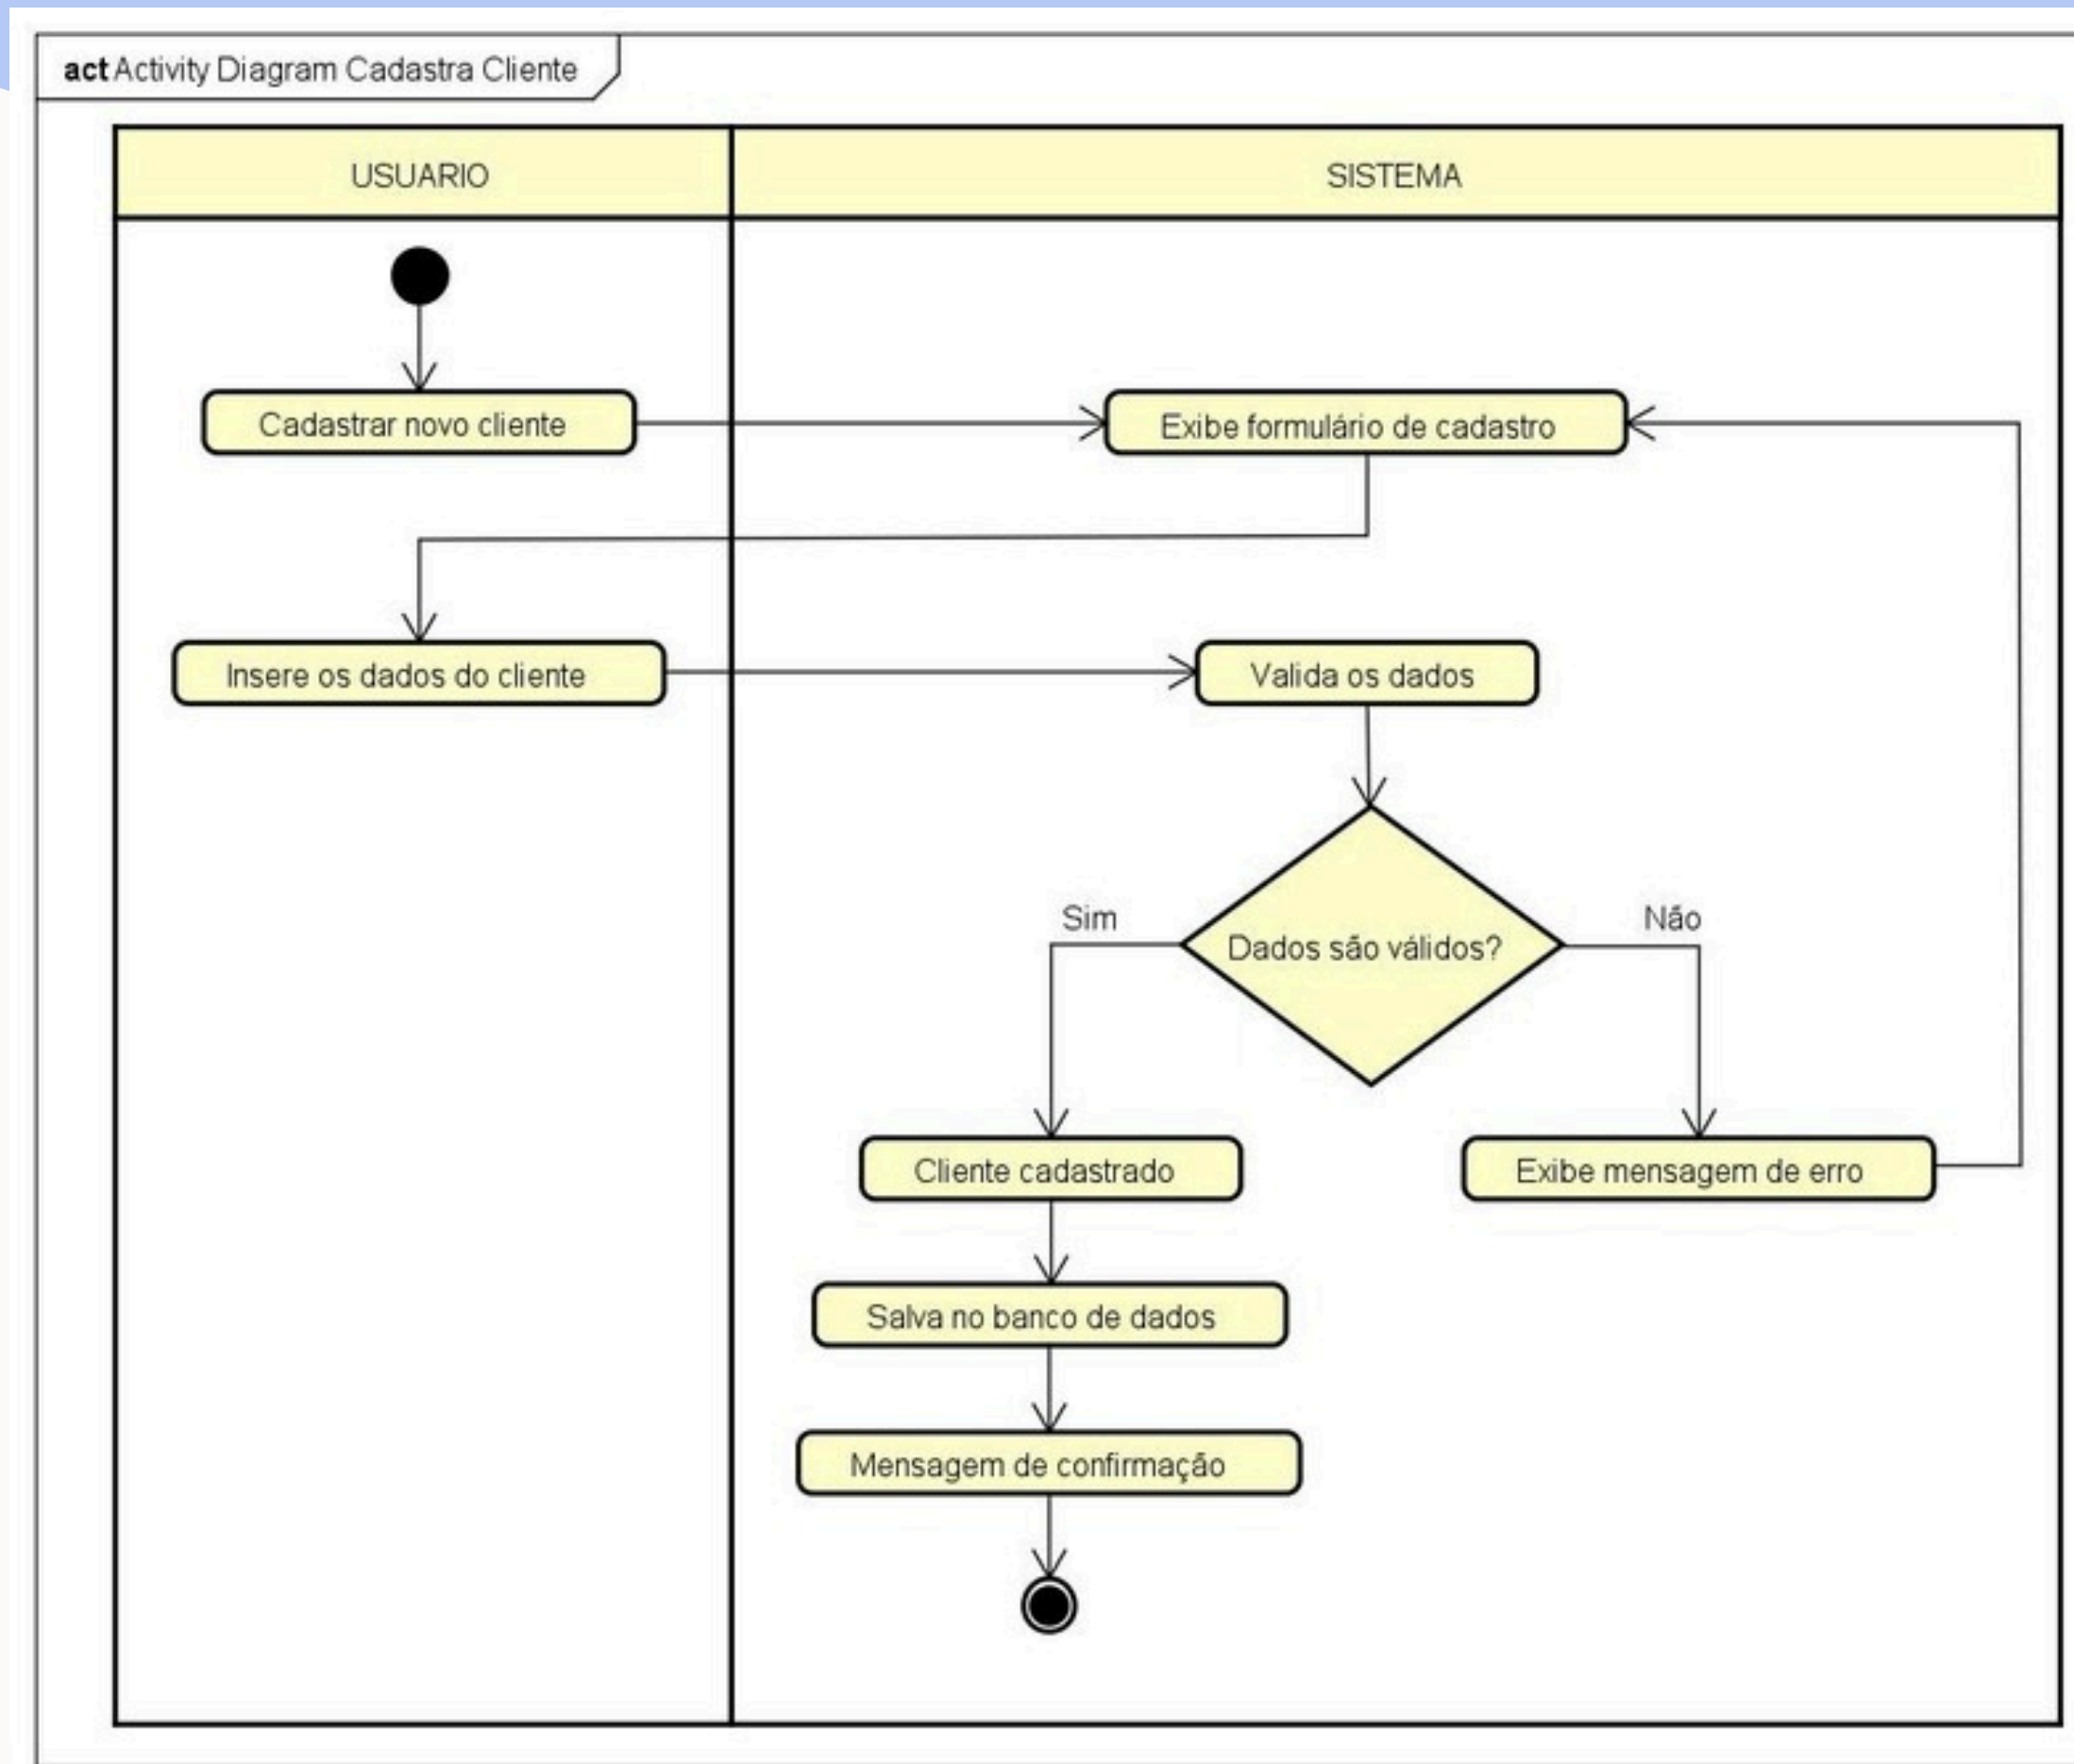 act Activity Diagram Cadastra Cliente
USUARIO
SISTEMA
Cadastrar novo cliente
Exibe formulário de cadastro
Insere os dados do cliente
Valida os dados
Sim
Não
Dados são válidos?
Cliente cadastrado
Exibe mensagem de erro
Salva no banco de dados
Mensagem de confirmação